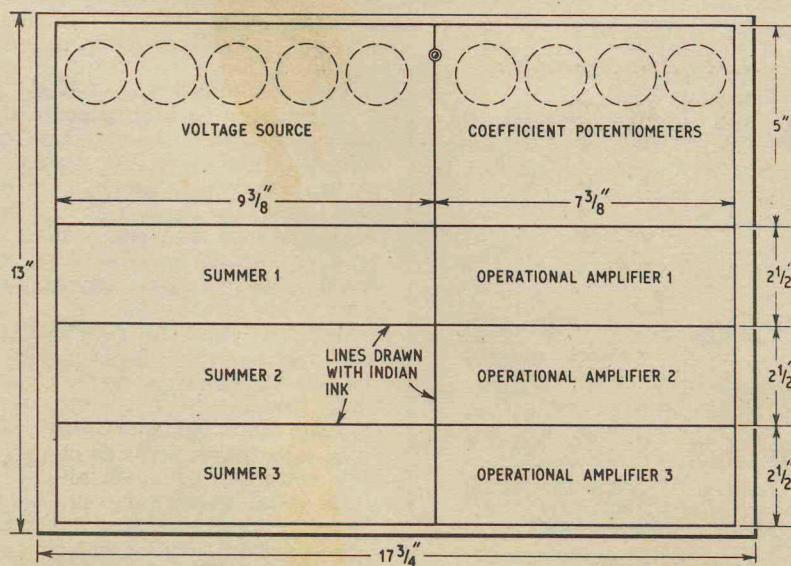 VOLTAGE SOURCE
COEFFICIENT POTENTIOMETERS
5"
9 3/8"
7 3/8"
13"
SUMMER 1
OPERATIONAL AMPLIFIER 1
2 1/2"
LINES DRAWN
WITH INDIAN
INK
SUMMER 2
OPERATIONAL AMPLIFIER 2
2 1/2"
SUMMER 3
OPERATIONAL AMPLIFIER 3
2 1/2"
17 3/4"